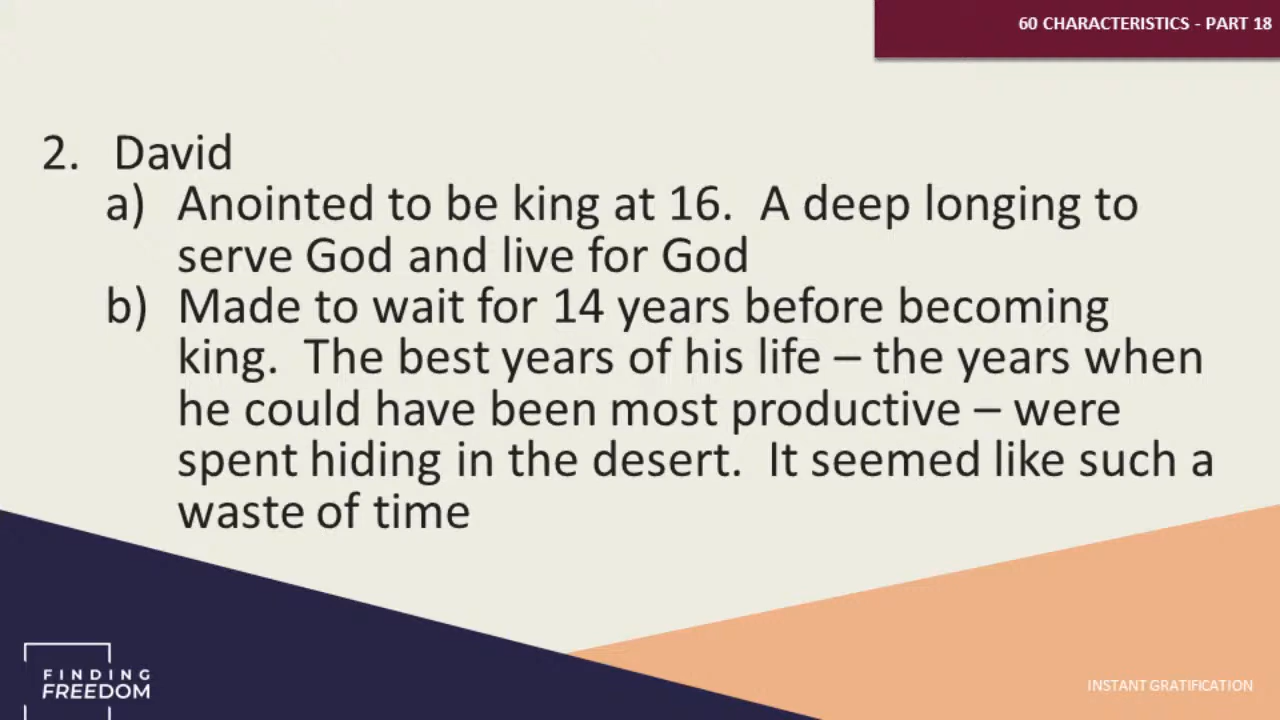 60 CHARACTERISTICS - PART 18
2. David
a) Anointed to be king at 16. A deep longing to
serve God and live for God
b) Made to wait for 14 years before becoming
king. The best years of his life – the years when
he could have been most productive – were
spent hiding in the desert. It seemed like such a
waste of time
FINDING
FREEDOM
INSTANT GRATIFICATION